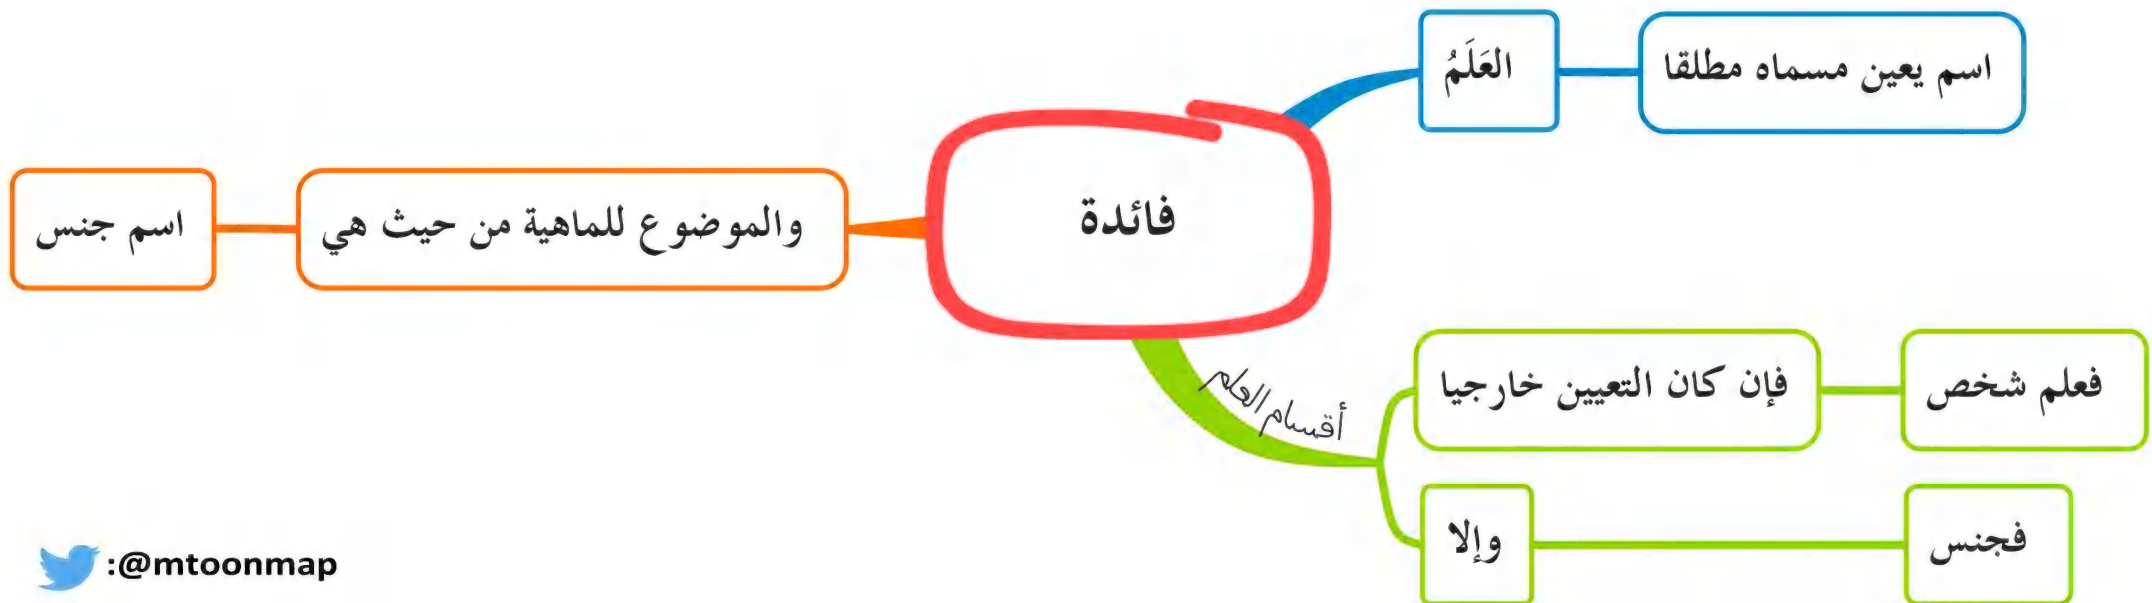 فائدة
العَلَمُ
اسم يعين مسماه مطلقا
أقسام العلم
فإن كان التعيين خارجيا
فعلم شخص
وإلا
فجنس
والموضوع للماهية من حيث هي
اسم جنس
:@mtoonmap